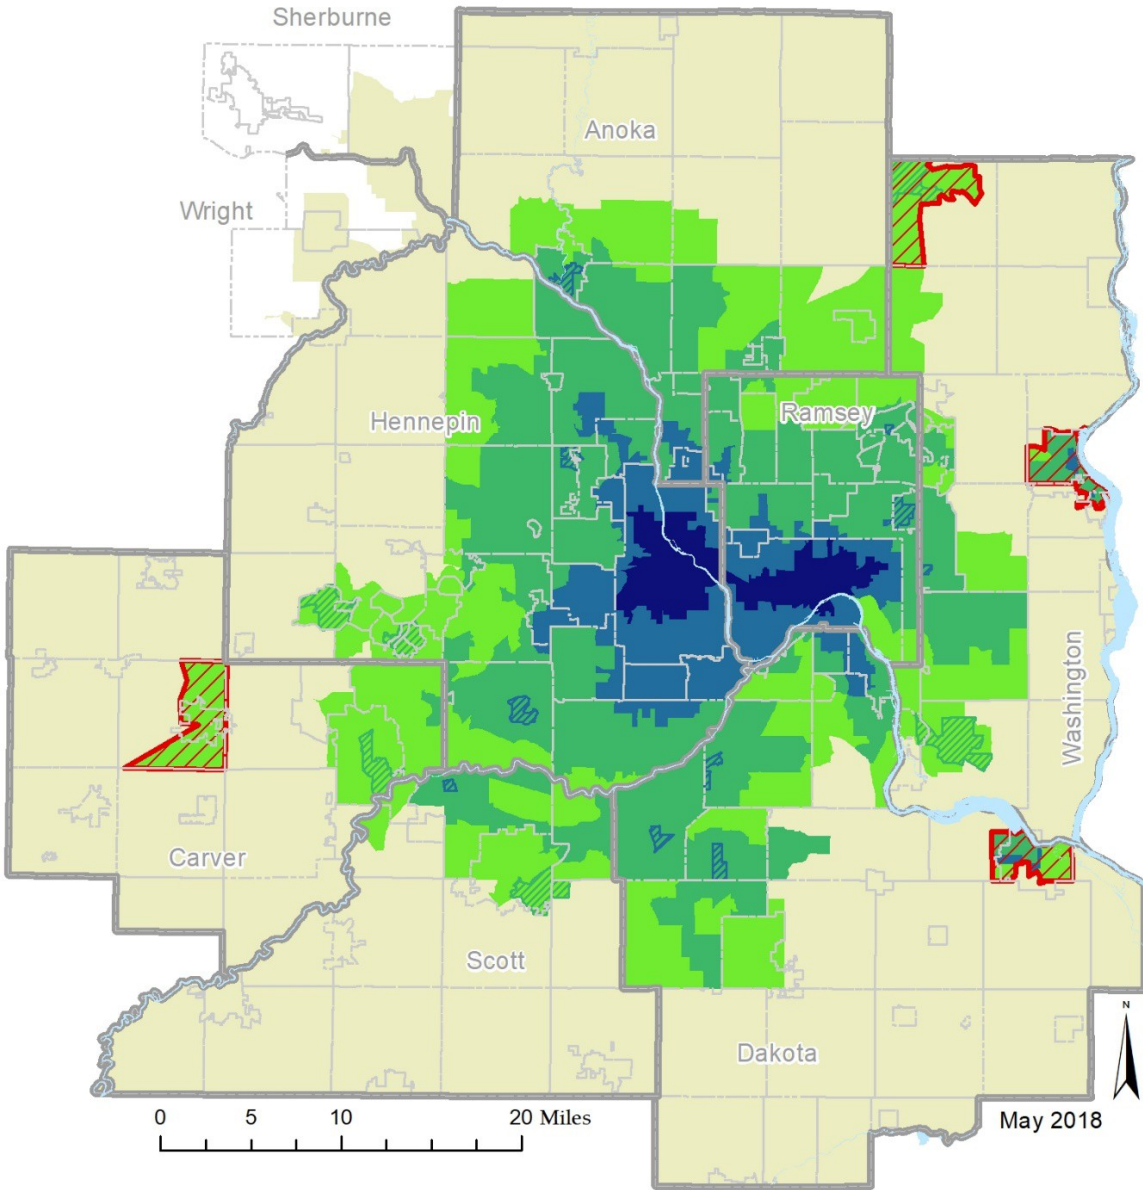 Sherburne
Anoka
Wright
Hennepin
Ramsey
Washington
Carver
Scott
N
Dakota
0 5 10 20 Miles
May 2018